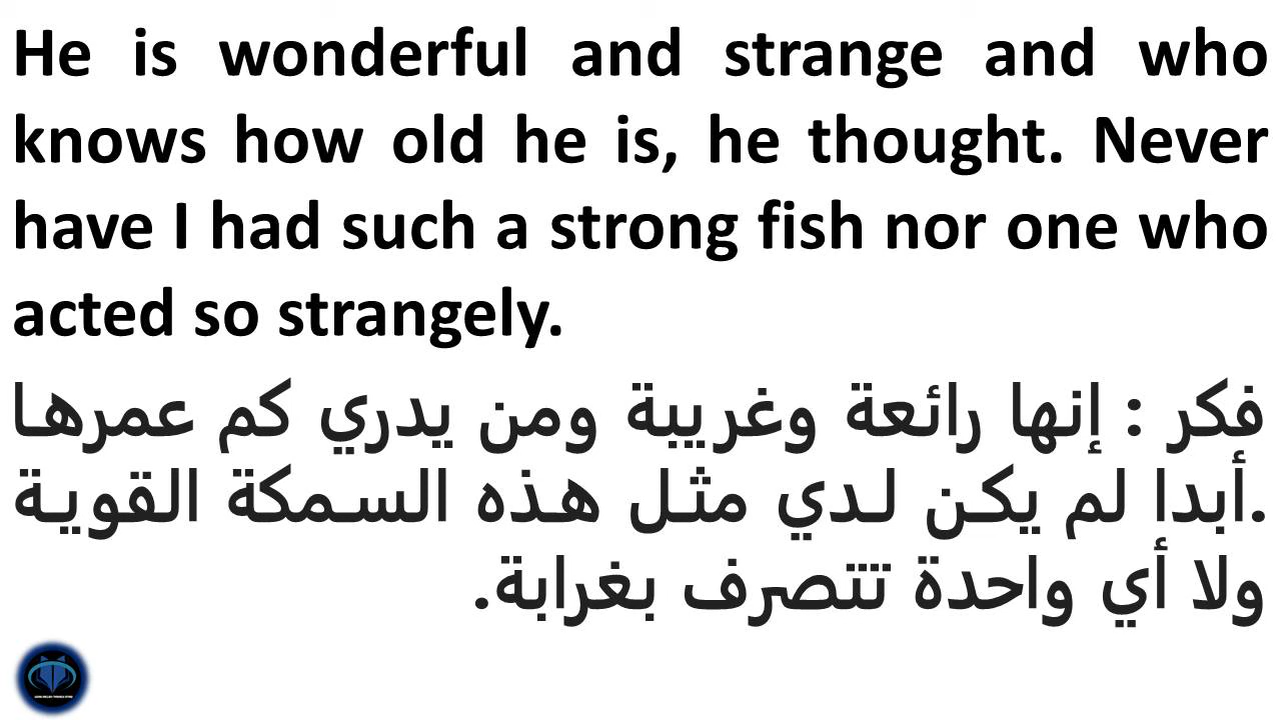 He is wonderful and strange and who
knows how old he is, he thought. Never
have I had such a strong fish nor one who
acted so strangely.
فكر : إنها رائعة وغريبة ومن يدري كم عمرها
.أبدا لم يكن لدي مثل هذه السمكة القوية
ولا أي واحدة تتصرف بغرابة.